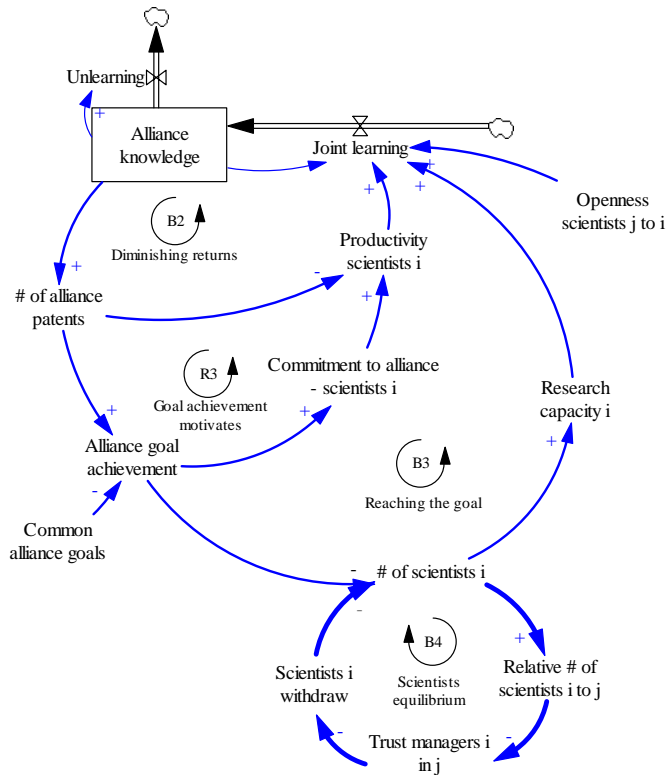 Unlearning
+
Alliance
knowledge
Joint learning
+
+
+
Openness
scientists j to i
B2
Diminishing returns
Productivity
scientists i
+
-
+
# of alliance
patents
R3
Goal achievement
motivates
Commitment to alliance
- scientists i
+
+
Research
capacity i
+
Alliance goal
achievement
-
B3
Reaching the goal
Common
alliance goals
-
# of scientists i
-
B4
Scientists
equilibrium
+
Scientists i
withdraw
Relative # of
scientists i to j
-
-
Trust managers i
in j